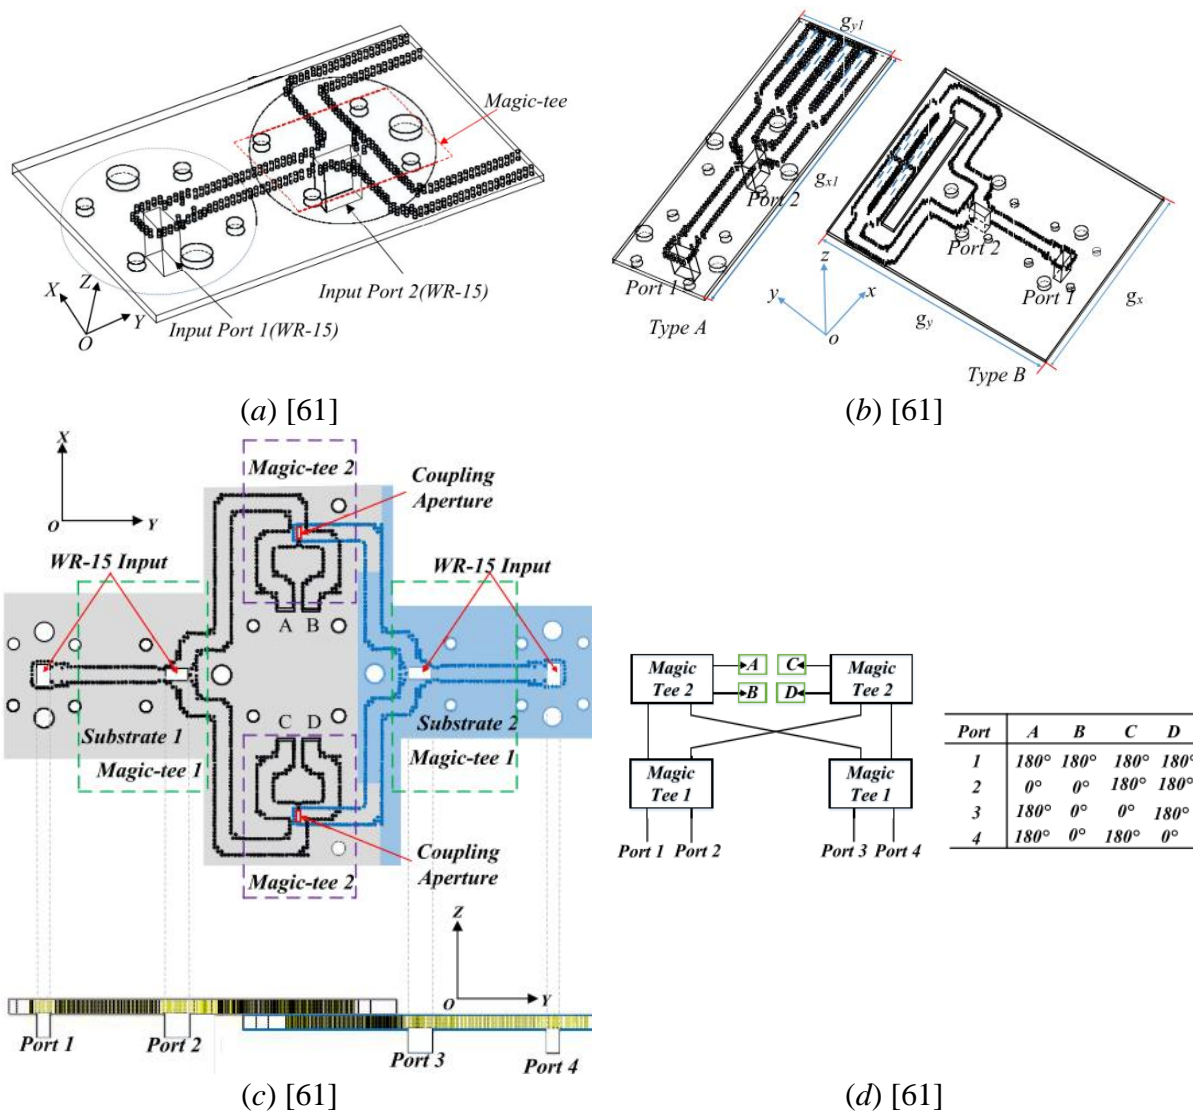 Magic-tee
X
Z
Y
O
Input Port 2(WR-15)
Input Port 1(WR-15)
(a) [61]
gy1
gx1
Port 2
Port 1
Type A
z
y
x
o
Port 2
Port 1
gy
gx
Type B
(b) [61]
X
O
Y
Magic-tee 2
Coupling
Aperture
WR-15 Input
WR-15 Input
A B
C D
Substrate 1
Magic-tee 1
Substrate 2
Magic-tee 1
Coupling
Aperture
Magic-tee 2
Z
O
Y
Port 1
Port 2
Port 3
Port 4
(c) [61]
Magic
Tee 2
A
C
B
D
Magic
Tee 2
Magic
Tee 1
Magic
Tee 1
Port 1 Port 2
Port 3 Port 4
Port A B C D
1 180° 180° 180° 180°
2 0° 0° 180° 180°
3 180° 0° 0° 180°
4 180° 0° 180° 0°
(d) [61]